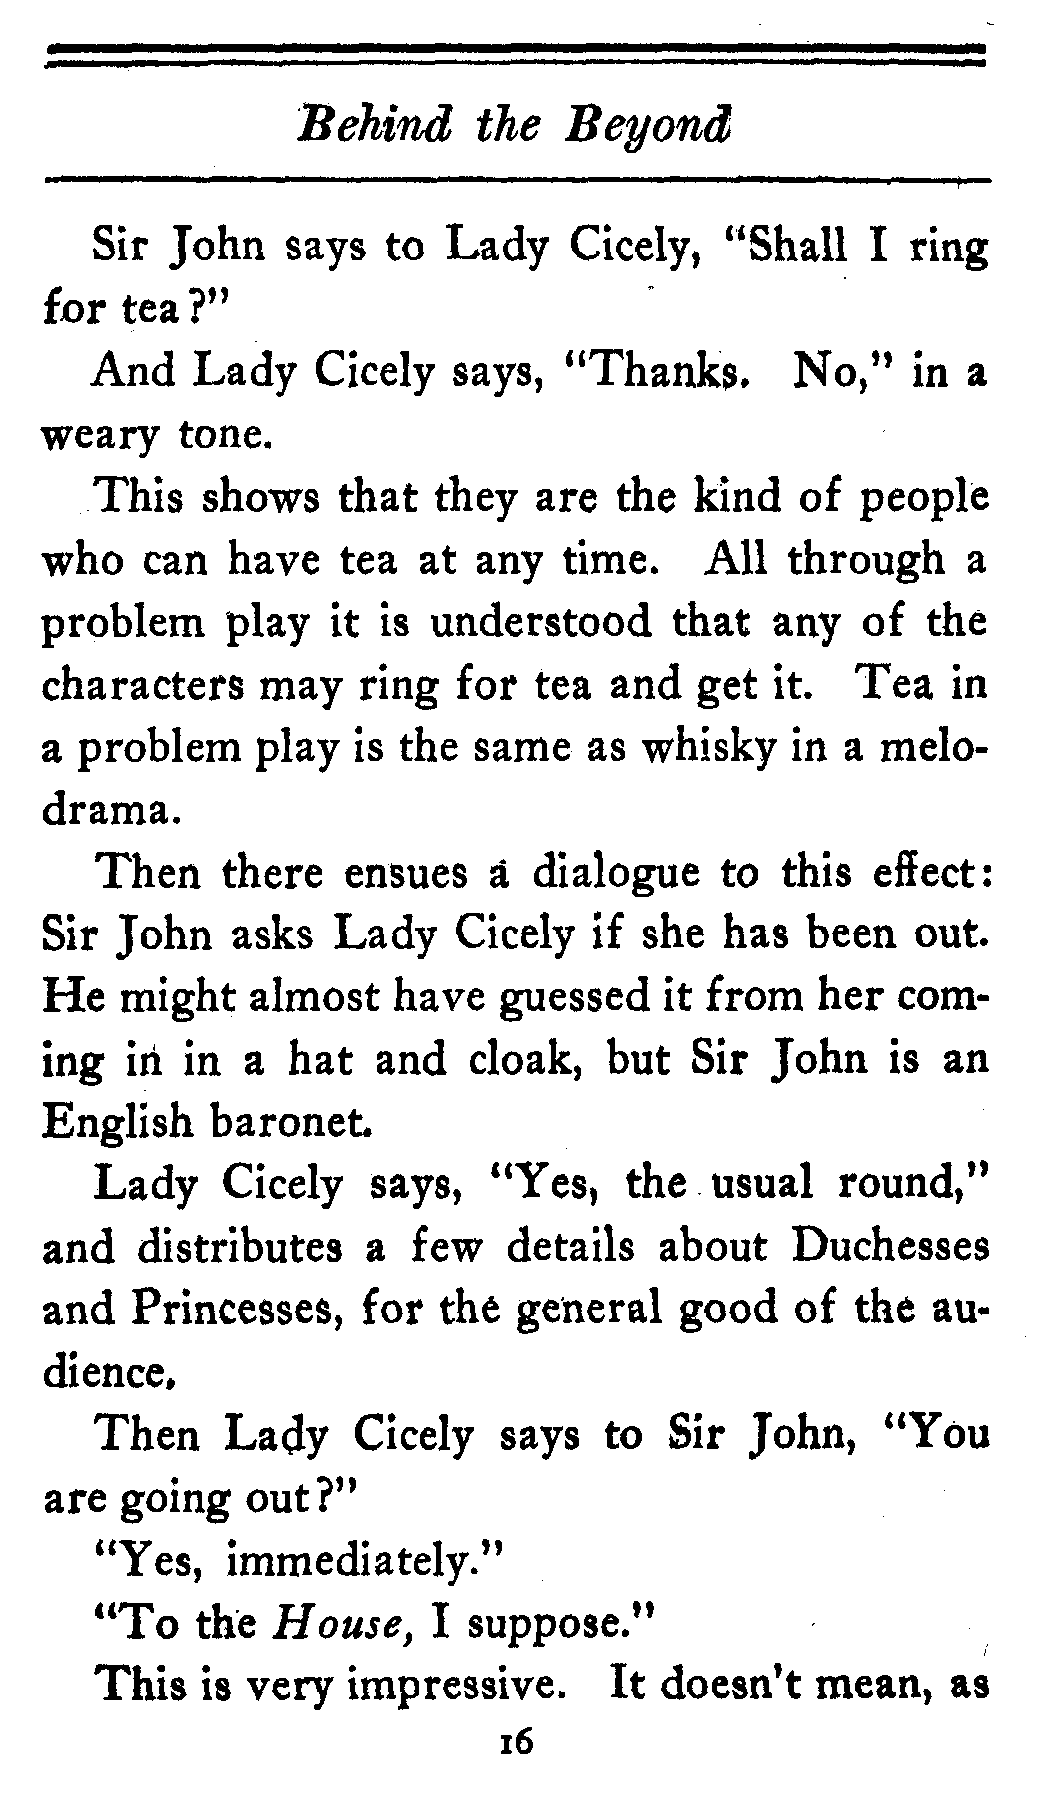 Behind the Beyond
Sir John says to Lady Cicely, "Shall I ring
for tea?"
And Lady Cicely says, "Thanks. No," in a
weary tone.
This shows that they are the kind of people
who can have tea at any time. All through a
problem play it is understood that any of the
characters may ring for tea and get it. Tea in
a problem play is the same as whisky in a melo-
drama.
Then there ensues a dialogue to this effect:
Sir John asks Lady Cicely if she has been out.
He might almost have guessed it from her com-
ing in in a hat and cloak, but Sir John is an
English baronet.
Lady Cicely says, "Yes, the usual round,"
and distributes a few details about Duchesses
and Princesses, for the general good of the au-
dience.
Then Lady Cicely says to Sir John, "You
are going out?"
"Yes, immediately."
"To the House, I suppose."
This is very impressive. It doesn't mean, as
16